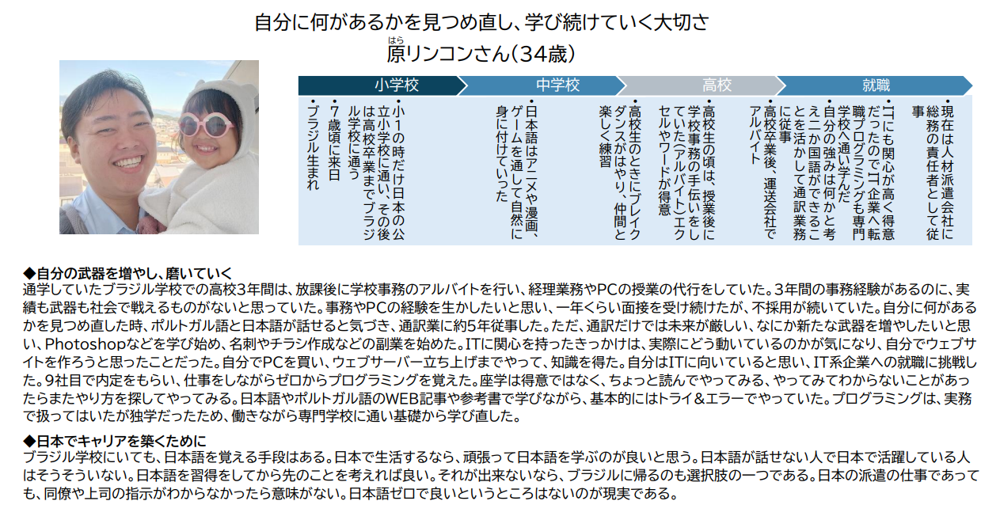 自分に何があるかを見つめ直し、学び続けていく大切さ
はら
原リンコンさん（34歳）
小学校
中学校
高校
就職
・ブラジル生まれ
・７歳頃に来日
・小１の時だけ日本の公
立小学校に通い、その後
は高校卒業までブラジ
ル学校に通う
・日本語はアニメや漫画、
ゲームを通して自然に
身に付けていった
・高校生のときにブレイク
ダンスがはやり、仲間と
楽しく練習
・高校生の頃は、授業後に
学校事務の手伝いをし
ていた（アルバイト）エク
セルやワードが得意
・高校卒業後、運送会社で
アルバイト
・自分の強みは何かと考
え二か国語ができるこ
とを活かして通訳業務
に従事
・ITにも関心が高く得意
だったのでIT企業へ転
職プログラミングも専門
学校へ通い学んだ
・現在は人材派遣会社に
総務の責任者として従
事
◆自分の武器を増やし、磨いていく
通学していたブラジル学校での高校３年間は、放課後に学校事務のアルバイトを行い、経理業務やPCの授業の代行をしていた。３年間の事務経験があるのに、実
績も武器も社会で戦えるものがないと思っていた。事務やPCの経験を生かしたいと思い、一年くらい面接を受け続けたが、不採用が続いていた。自分に何がある
かを見つめ直した時、ポルトガル語と日本語が話せると気づき、通訳業に約５年従事した。ただ、通訳だけでは未来が厳しい、なにか新たな武器を増やしたいと思
い、Photoshopなどを学び始め、名刺やチラシ作成などの副業を始めた。ITに関心を持ったきっかけは、実際にどう動いているのかが気になり、自分でウェブサ
イトを作ろうと思ったことだった。自分でPCを買い、ウェブサーバー立ち上げまでやって、知識を得た。自分はITに向いていると思い、IT系企業への就職に挑戦し
た。９社目で内定をもらい、仕事をしながらゼロからプログラミングを覚えた。座学は得意ではなく、ちょっと読んでやってみる、やってみてわからないことがあっ
たらまたやり方を探してやってみる。日本語やポルトガル語のWEB記事や参考書で学びながら、基本的にはトライ＆エラーでやっていた。プログラミングは、実務
で扱ってはいたが独学だったため、働きながら専門学校に通い基礎から学び直した。
◆日本でキャリアを築くために
ブラジル学校にいても、日本語を覚える手段はある。日本で生活するなら、頑張って日本語を学ぶのが良いと思う。日本語が話せない人で日本で活躍している人
はそうそういない。日本語を習得をしてから先のことを考えれば良い。それが出来ないなら、ブラジルに帰るのも選択肢の一つである。日本の派遣の仕事であって
も、同僚や上司の指示がわからなかったら意味がない。日本語ゼロで良いというところはないのが現実である。